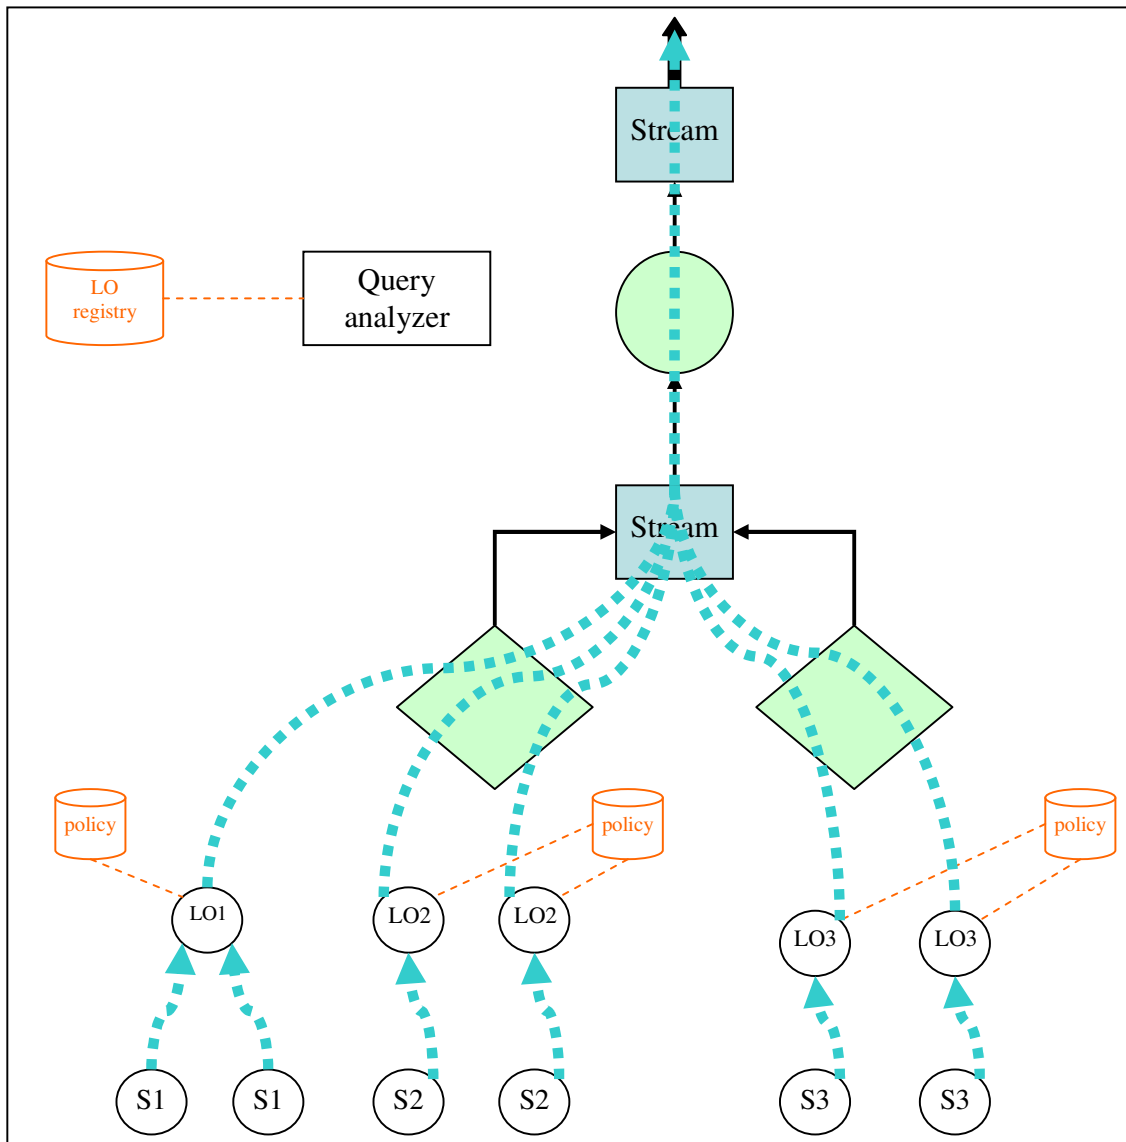 Stream
LO
registry
Query
analyzer
Stream
policy
policy
policy
LO1
LO2
LO2
LO3
LO3
S1
S1
S2
S2
S3
S3